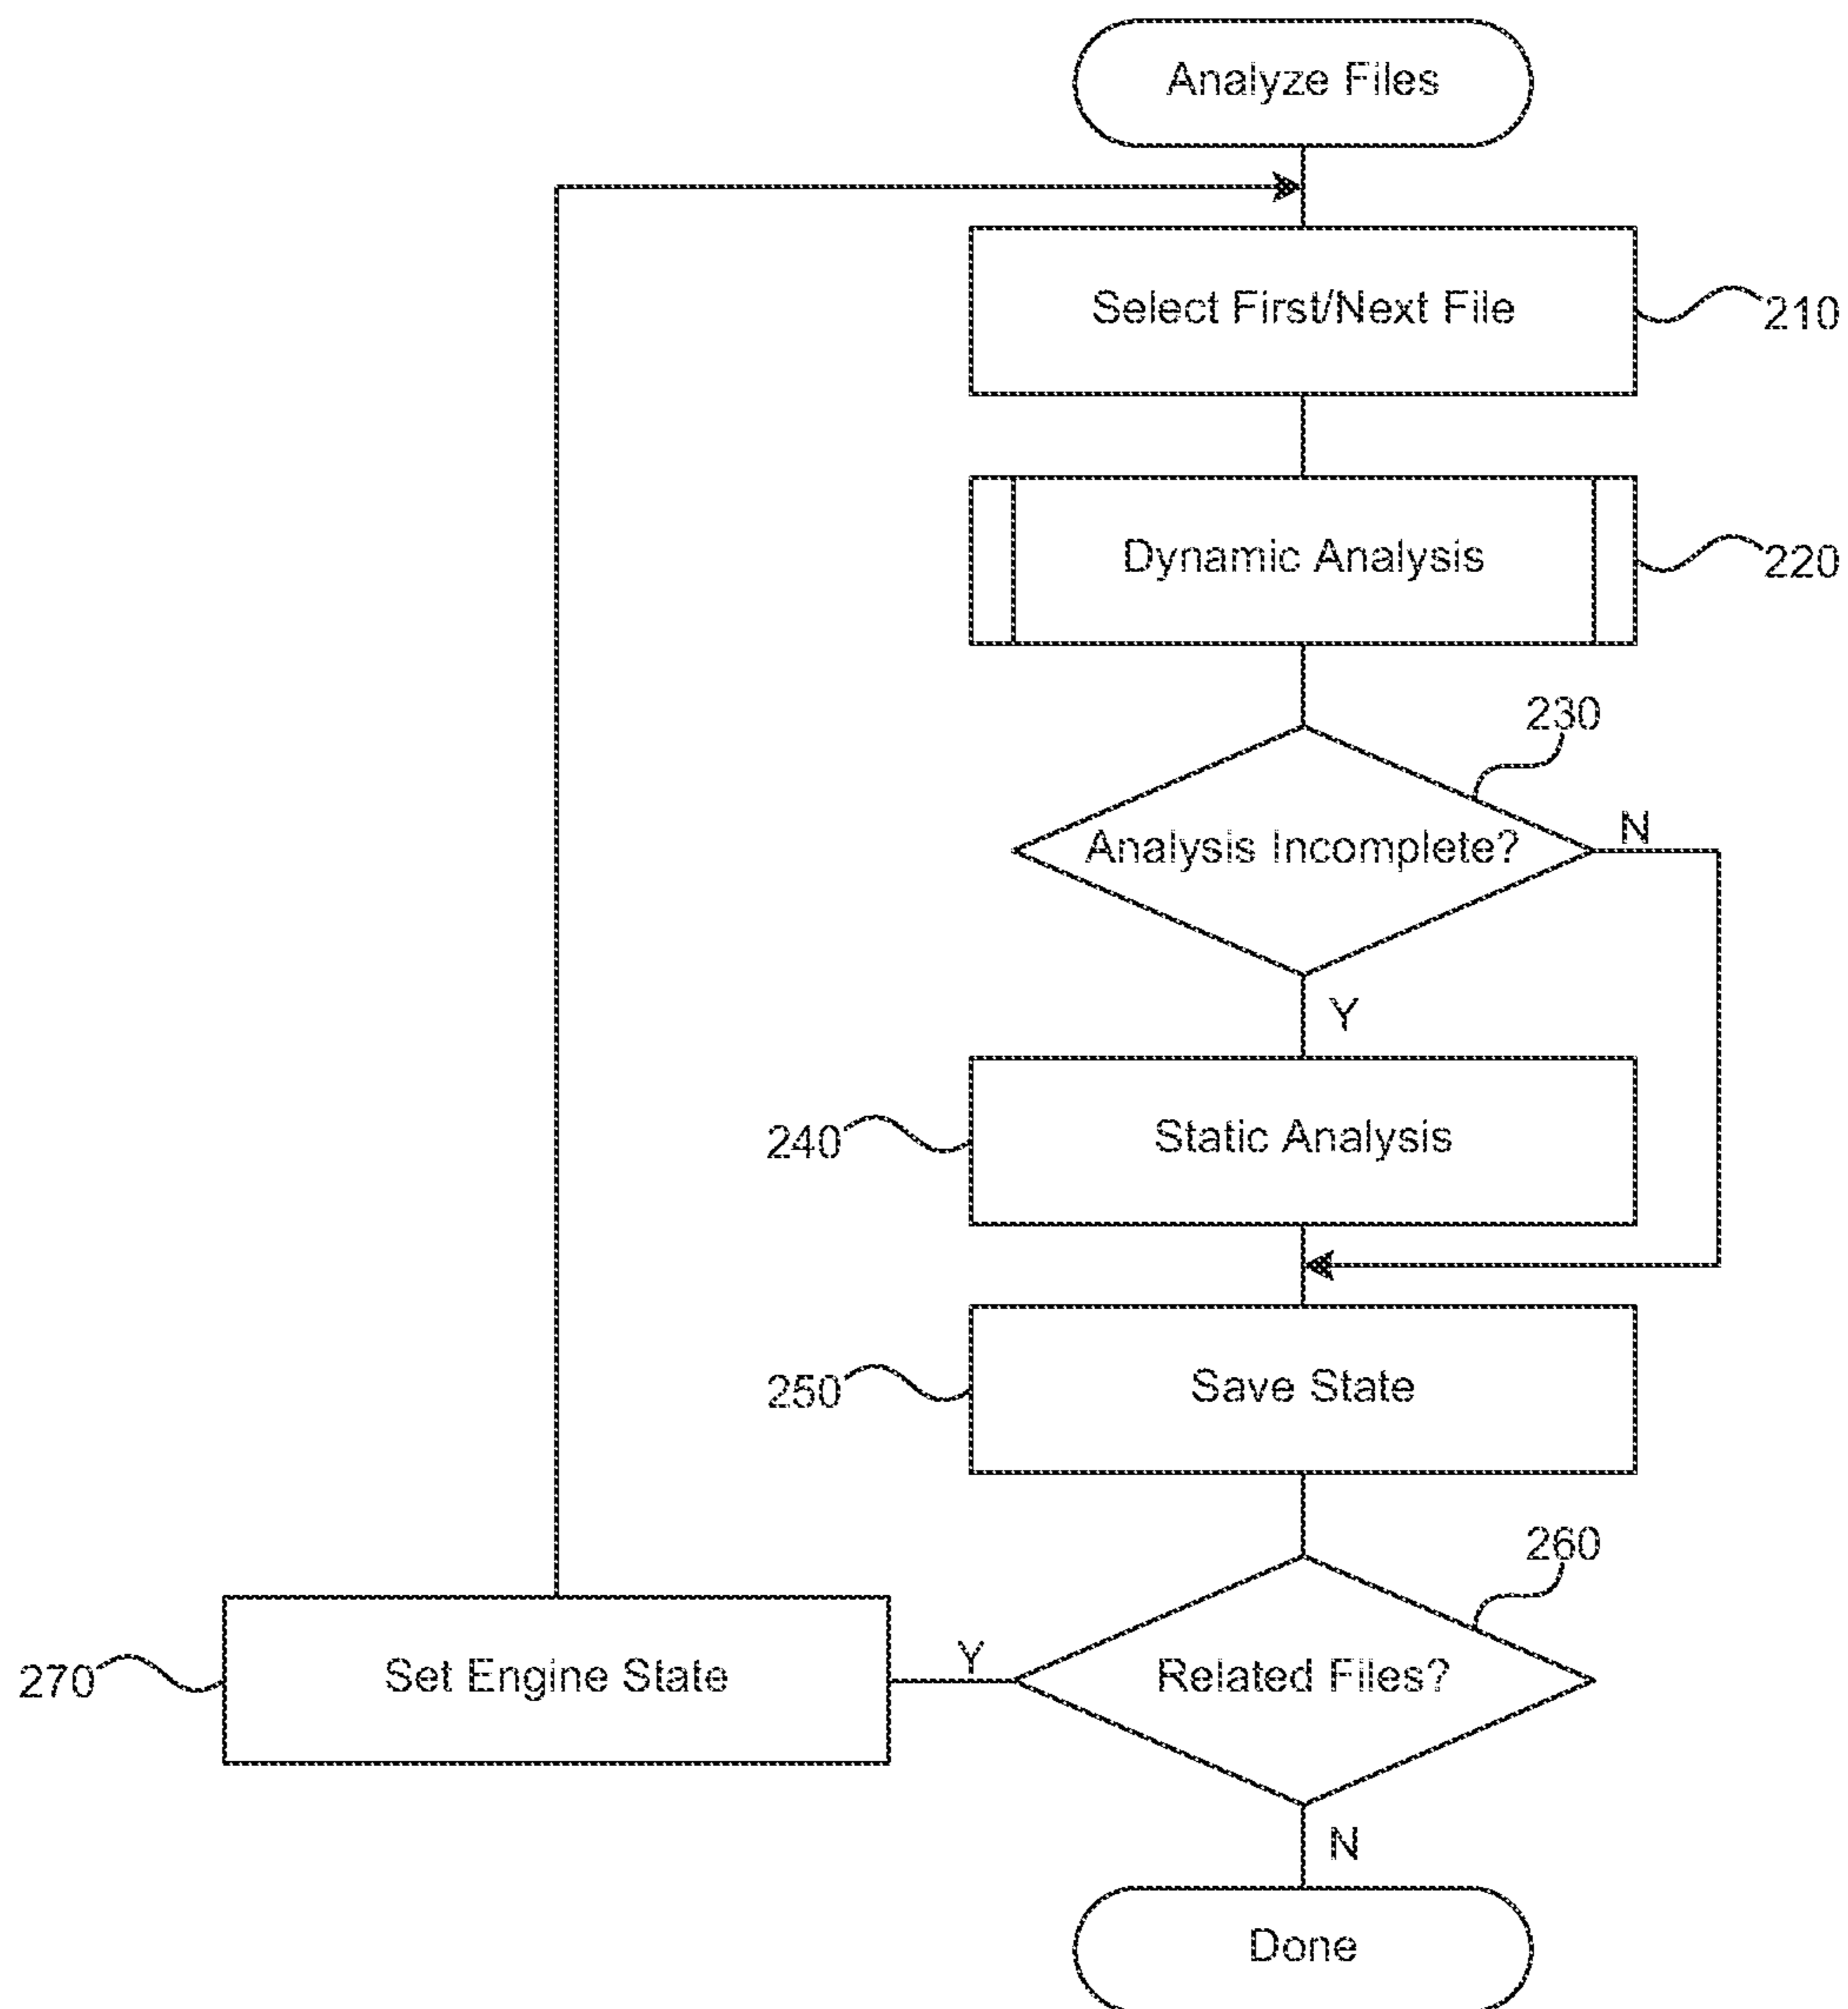 Analyze Files
Select First/Next File
210
Dynamic Analysis
220
230
Analysis Incomplete?
N
Y
240
Static Analysis
250
Save State
260
270
Set Engine State
Y
Related Files?
N
Done